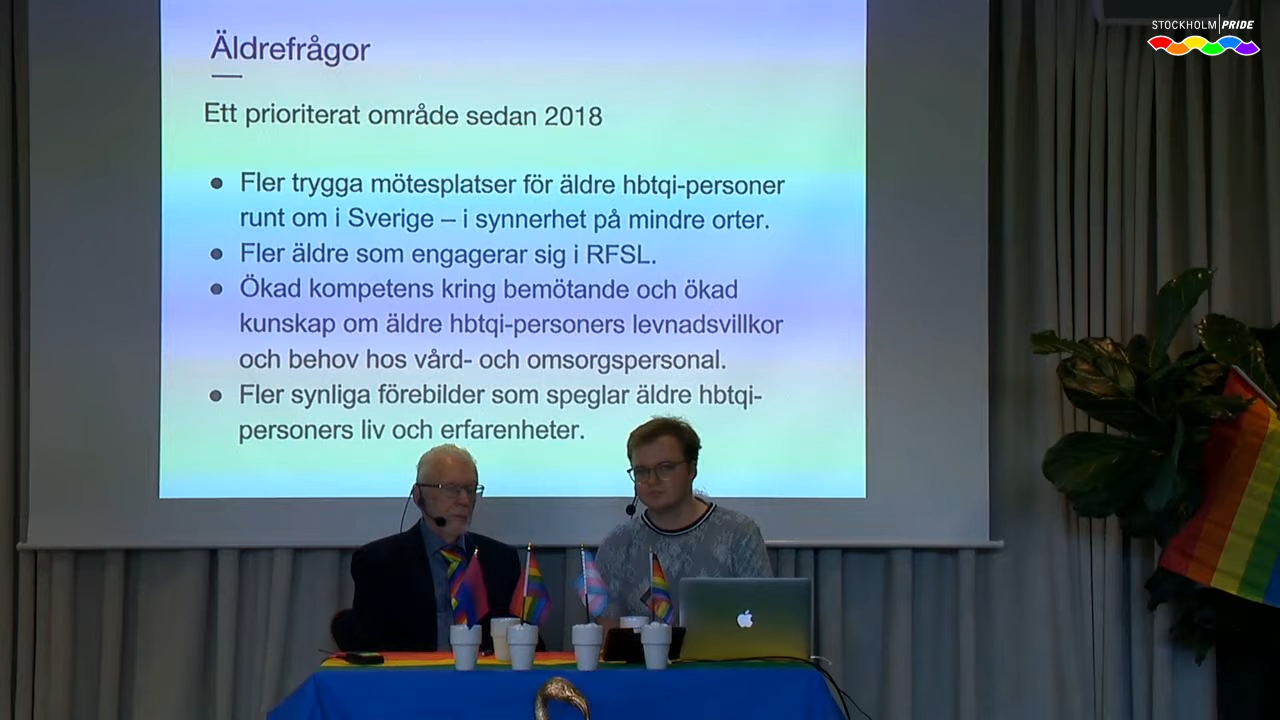 STOCKHOLM PRIDE
Äldrefrågor
Ett prioriterat område sedan 2018
● Fler trygga mötesplatser för äldre hbtqi-personer
runt om i Sverige – i synnerhet på mindre orter.
● Fler äldre som engagerar sig i RFSL.
● Ökad kompetens kring bemötande och ökad
kunskap om äldre hbtqi-personers levnadsvillkor
och behov hos vård- och omsorgspersonal.
● Fler synliga förebilder som speglar äldre hbtqi-
personers liv och erfarenheter.